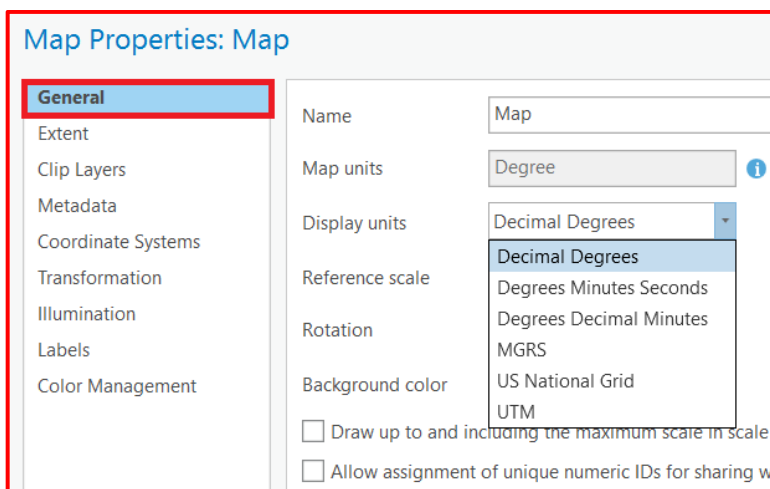 Map Properties: Map
General
Extent
Clip Layers
Metadata
Coordinate Systems
Transformation
Illumination
Labels
Color Management
Name
Map
Map units
Degree
Display units
Decimal Degrees
Decimal Degrees
Degrees Minutes Seconds
Degrees Decimal Minutes
MGRS
US National Grid
UTM
Reference scale
Rotation
Background color
Draw up to and including the maximum scale in scale
Allow assignment of unique numeric IDs for sharing w